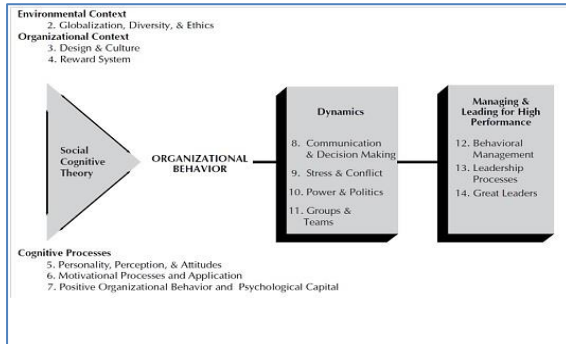 Environmental Context
2. Globalization, Diversity, & Ethics
Organizational Context
3. Design & Culture
4. Reward System
Social
Cognitive
Theory
ORGANIZATIONAL
BEHAVIOR
Dynamics
8. Communication
& Decision Making
9. Stress & Conflict
10. Power & Politics
11. Groups &
Teams
Managing &
Leading for High
Performance
12. Behavioral
Management
13. Leadership
Processes
14. Great Leaders
Cognitive Processes
5. Personality, Perception, & Attitudes
6. Motivational Processes and Application
7. Positive Organizational Behavior and Psychological Capital